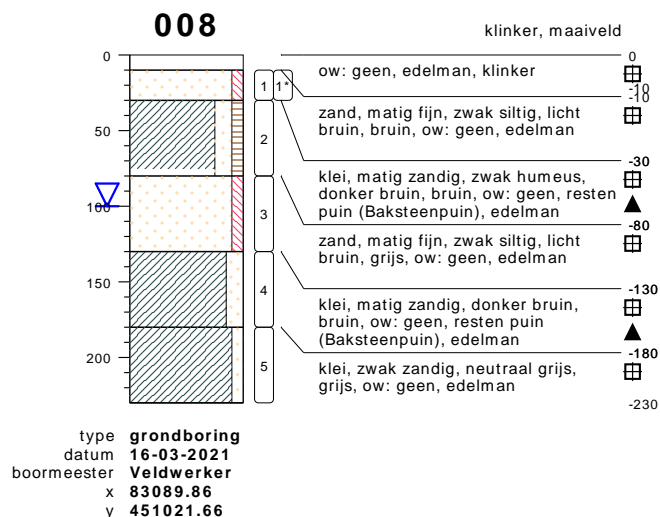 008
klinker, maaiveld
0
50
100
150
200
1
1*
2
3
4
5
0
ow: geen, edelman, klinker
-10
-10
zand, matig fijn, zwak siltig, licht
bruin, bruin, ow: geen, edelman
-30
klei, matig zandig, zwak humeus,
donker bruin, bruin, ow: geen, resten
puin (Baksteenpuin), edelman
-80
zand, matig fijn, zwak siltig, licht
bruin, grijs, ow: geen, edelman
-130
klei, matig zandig, donker bruin,
bruin, ow: geen, resten puin
(Baksteenpuin), edelman
-180
klei, zwak zandig, neutraal grijs,
grijs, ow: geen, edelman
-230
type grondboring
datum 16-03-2021
boormeester Veldwerker
x 83089.86
y 451021.66